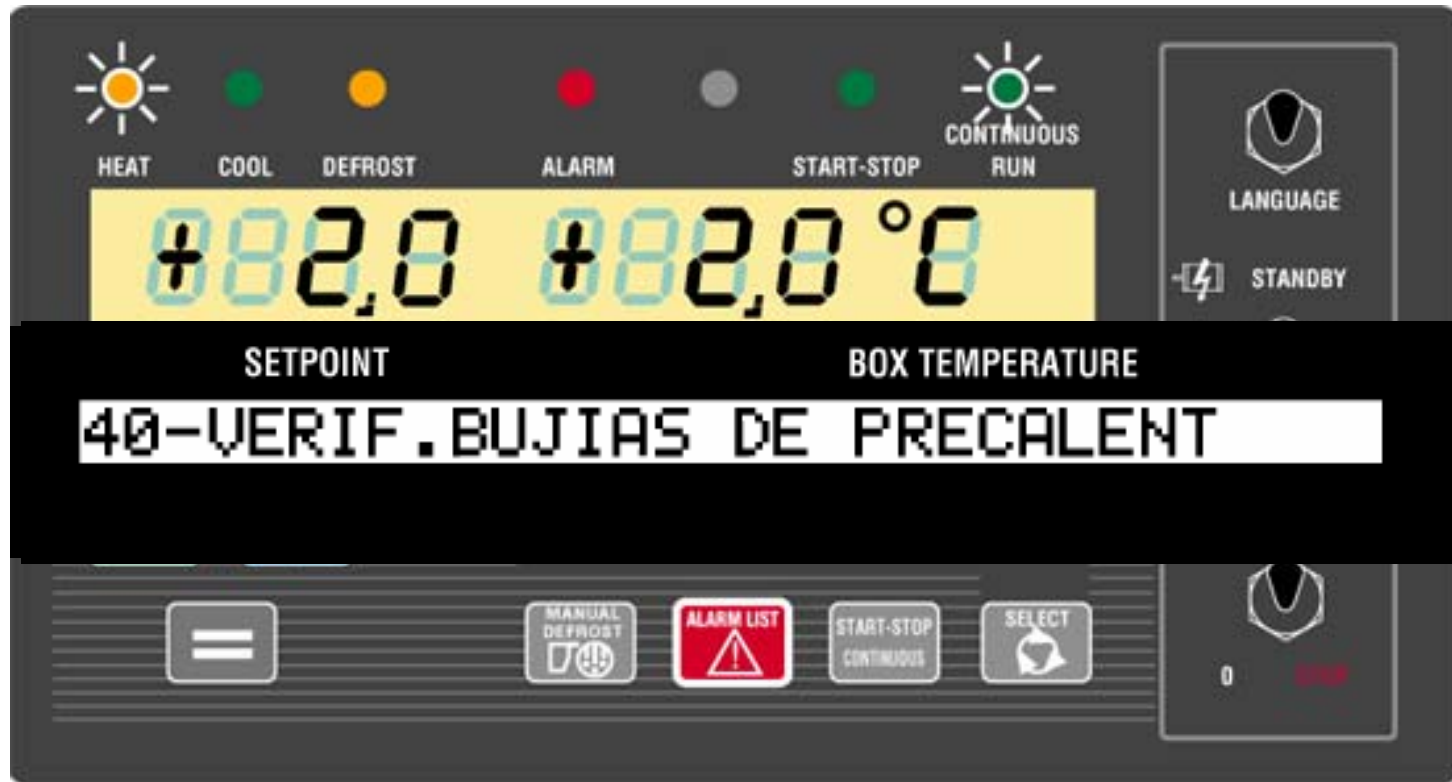 CONTINUOUS
HEAT COOL DEFROST ALARM START-STOP RUN
LANGUAGE
+ 2,0 + 2,0 °C
STANDBY
SETPOINT BOX TEMPERATURE
40-VERIF.BUJIAS DE PRECALENT
MANUAL
DEFROST
ALARM LIST
START-STOP
CONTINUOUS
SELECT
0 STOP